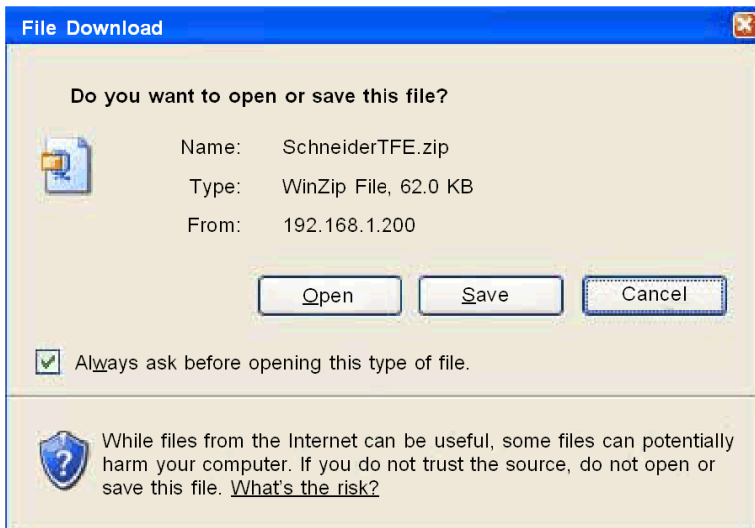 File Download
Do you want to open or save this file?
Name: SchneiderTFE.zip
Type: WinZip File, 62.0 KB
From: 192.168.1.200
Open Save Cancel
Always ask before opening this type of file.
While files from the Internet can be useful, some files can potentially
harm your computer. If you do not trust the source, do not open or
save this file. What's the risk?